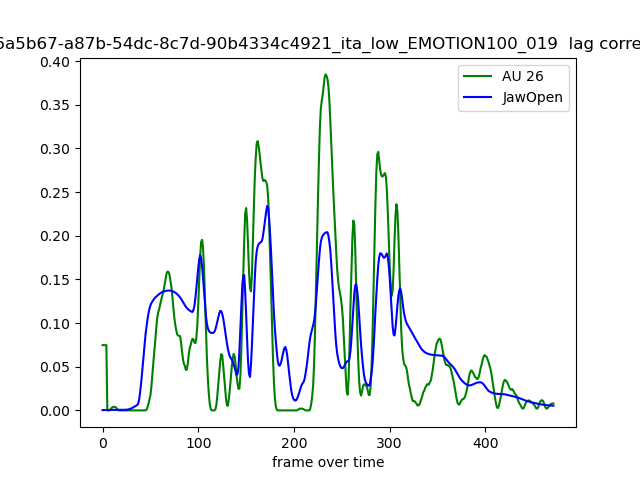 6a5b67-a87b-54dc-8c7d-90b4334c4921_ita_low_EMOTION100_019 lag corre
AU 26
JawOpen
0.40
0.35
0.30
0.25
0.20
0.15
0.10
0.05
0.00
0 100 200 300 400
frame over time